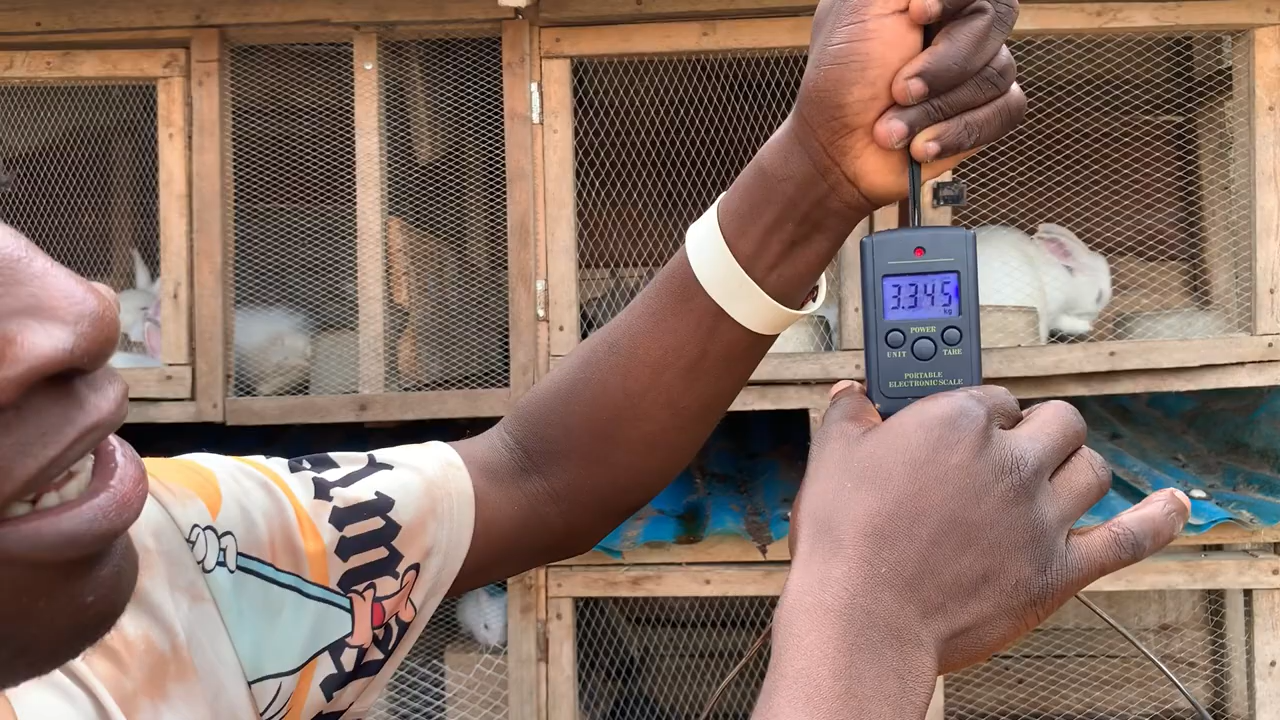 3.345
kg
POWER
UNIT TARE
PORTABLE
ELECTRONIC SCALE